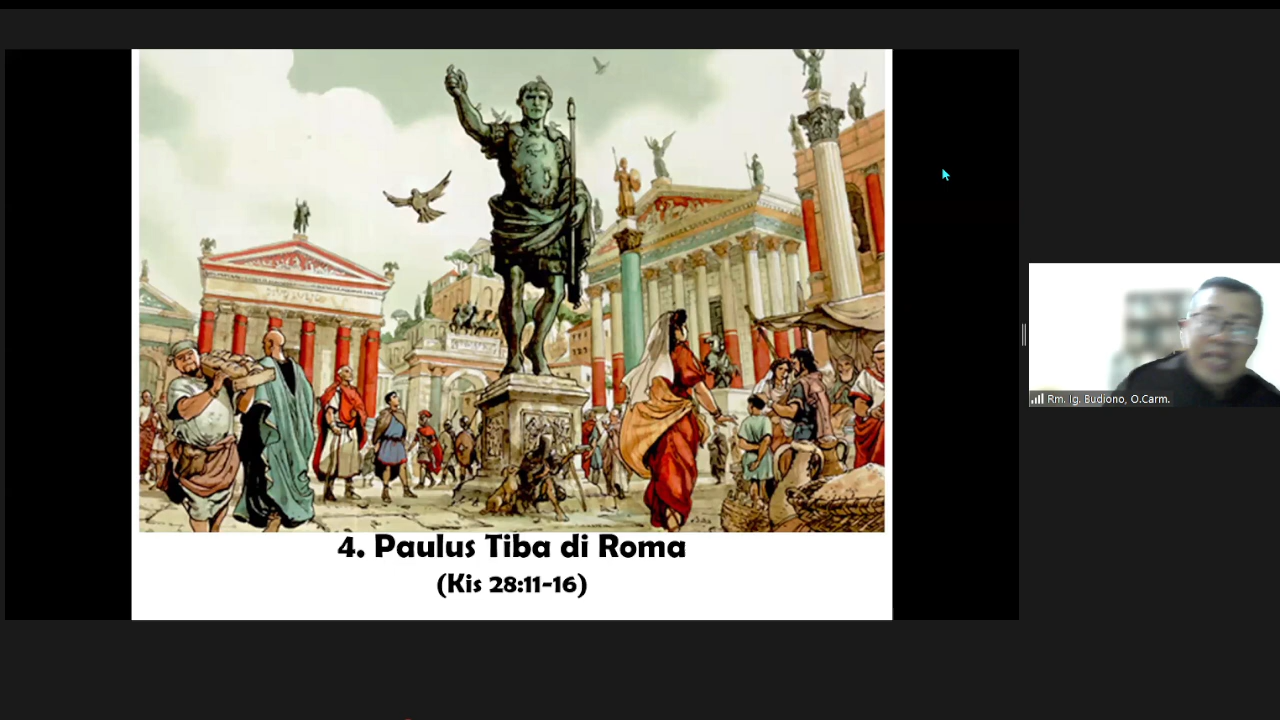 4. Paulus Tiba di Roma
(Kis 28:11-16)
Rm. Ig. Budiono, O.Carm.